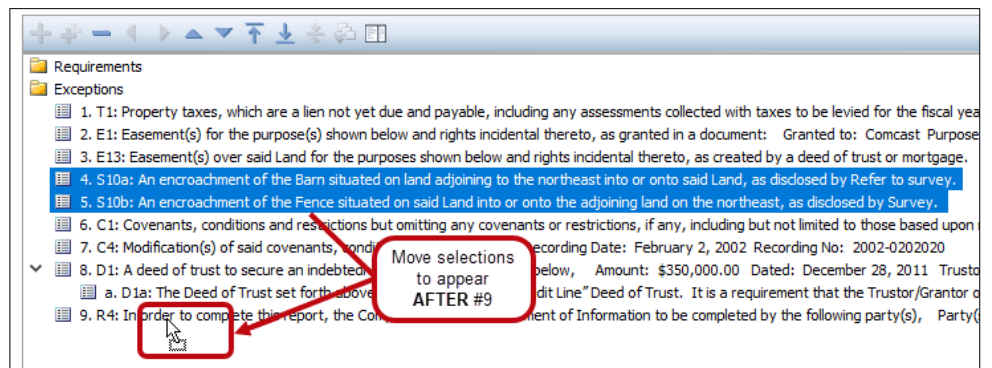 Requirements
Exceptions
1. T1: Property taxes, which are a lien not yet due and payable, including any assessments collected with taxes to be levied for the fiscal yea
2. E1: Easement(s) for the purpose(s) shown below and rights incidental thereto, as granted in a document: Granted to: Comcast Purpose
3. E13: Easement(s) over said Land for the purposes shown below and rights incidental thereto, as created by a deed of trust or mortgage.
4. S10a: An encroachment of the Barn situated on land adjoining to the northeast into or onto said Land, as disclosed by Refer to survey.
5. S10b: An encroachment of the Fence situated on said Land into or onto the adjoining land on the northeast, as disclosed by Survey.
6. C1: Covenants, conditions and restrictions but omitting any covenants or restrictions, if any, including but not limited to those based upon
7. C4: Modification(s) of said covenants, condi ecording Date: February 2, 2002 Recording No: 2002-0202020
8. D1: A deed of trust to secure an indebted below, Amount: $350,000.00 Dated: December 28, 2011 Trusto
a. D1a: The Deed of Trust set forth above dit Line" Deed of Trust. It is a requirement that the Trustor/Grantor o
9. R4: In order to complete this report, the Com ent of Information to be completed by the following party(s), Party(
Move selections
to appear
AFTER #9